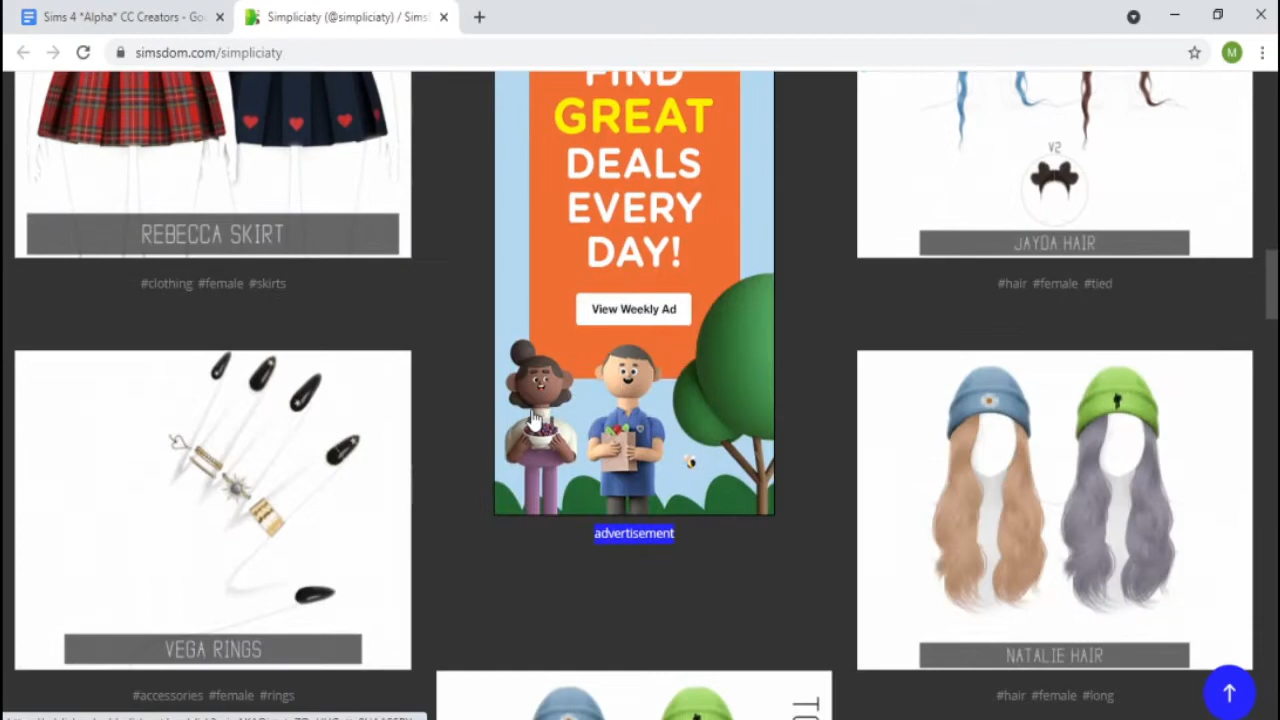 Sims 4 "Alpha" CC Creators - Go
Simpliciaty (@simpliciaty) / Sims
simsdom.com/simpliciaty
M
REBECCA SKIRT
#clothing #female #skirts
VEGA RINGS
#accessories #female #rings
FIND
GREAT
DEALS
EVERY
DAY!
View Weekly Ad
advertisement
V2
JAYDA HAIR
#hair #female #tied
NATALIE HAIR
#hair #female #long